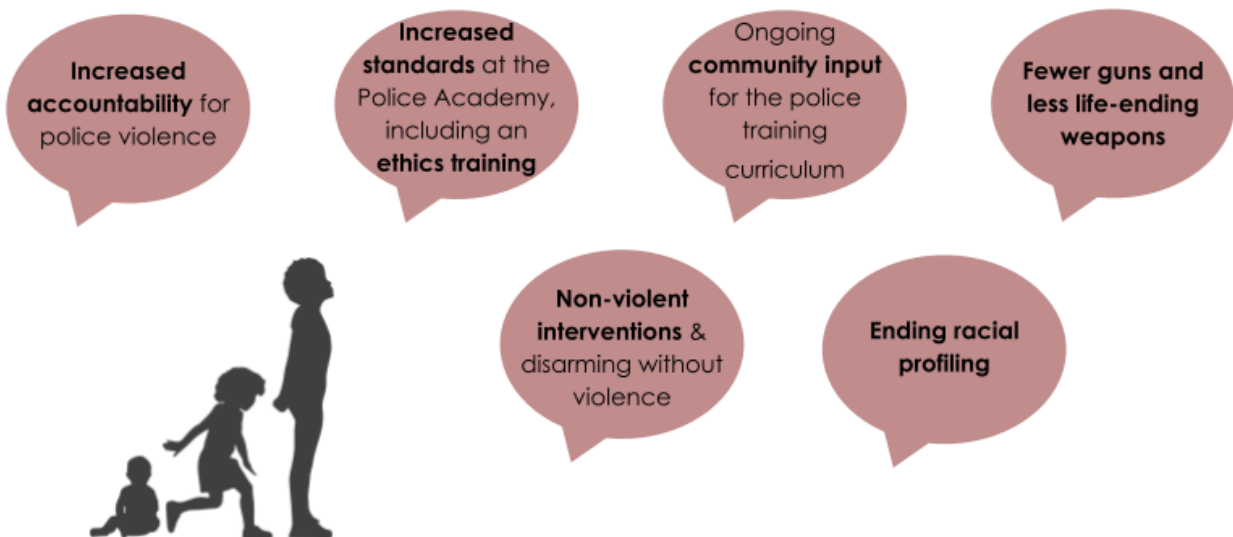 Increased
accountability for
police violence
Increased
standards at the
Police Academy,
including an
ethics training
Ongoing
community input
for the police
training
curriculum
Fewer guns and
less life-ending
weapons
Non-violent
interventions &
disarming without
violence
Ending racial
profiling